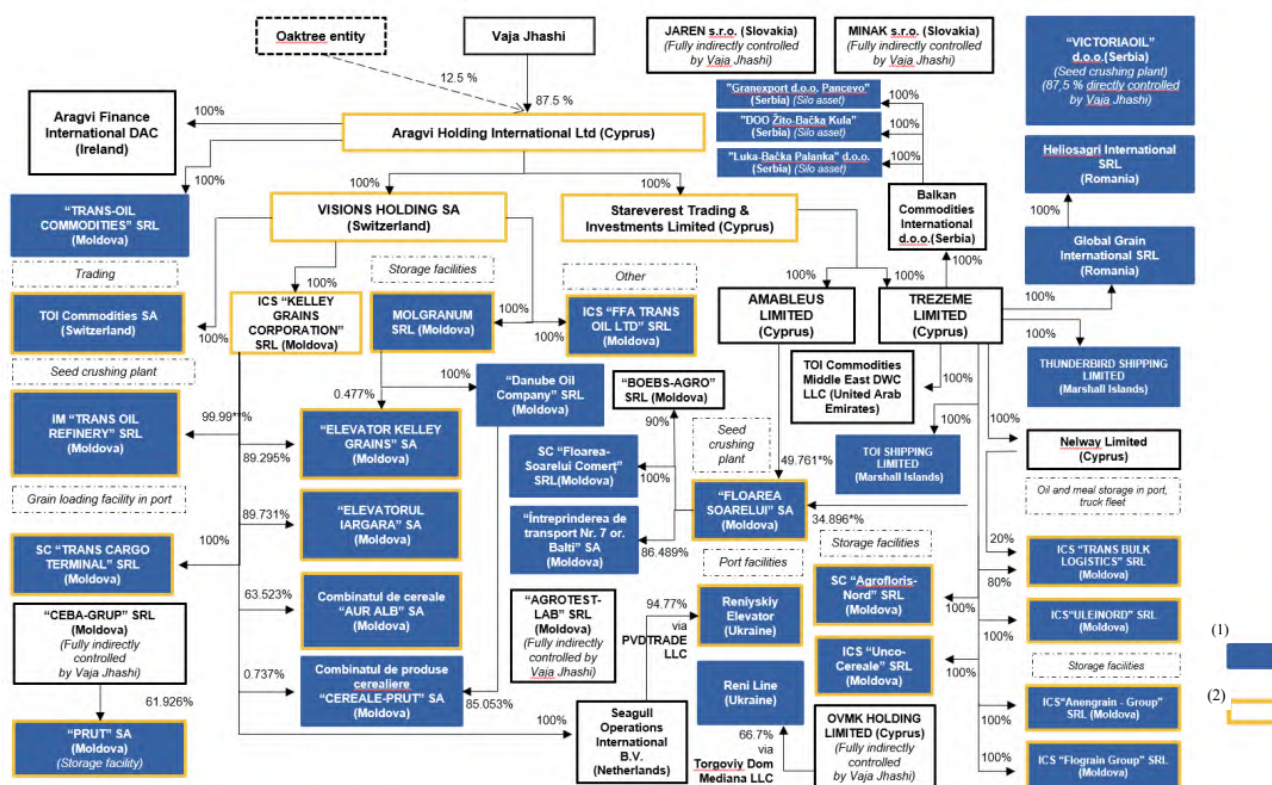 Oaktree entity
Vaja Jhashi
JAREN s.r.o. (Slovakia)
(Fully indirectly controlled
by Vaja Jhashi)
MINAK s.r.o. (Slovakia)
(Fully indirectly controlled
by Vaja Jhashi)
"VICTORIAOIL"
d.o.o.(Serbia)
(Seed crushing plant)
(87,5 % directly controlled
by Vaja Jhashi)
12.5 %
87.5 %
"Granexport d.o.o. Pancevo"
(Serbia) (Silo asset)
100%
"DOO Žito-Bačka Kula"
(Serbia) (Silo asset)
100%
"Luka-Bačka Palanka" d.o.o.
(Serbia) (Silo asset)
100%
Aragvi Finance
International DAC
(Ireland)
100%
Aragvi Holding International Ltd (Cyprus)
100%
Heliosagri International
SRL
(Romania)
100%
100%
100%
"TRANS-OIL
COMMODITIES" SRL
(Moldova)
VISIONS HOLDING SA
(Switzerland)
Stareverest Trading &
Investments Limited (Cyprus)
Balkan
Commodities
International
d.o.o.(Serbia)
Global Grain
International SRL
(Romania)
Trading
Storage facilities
Other
100%
100%
100%
100%
100%
TOI Commodities SA
(Switzerland)
100%
ICS "KELLEY
GRAINS
CORPORATION"
SRL (Moldova)
MOLGRANUM
SRL (Moldova)
100%
100%
ICS "FFA TRANS
OIL LTD" SRL
(Moldova)
AMABLEUS
LIMITED
(Cyprus)
TREZEME
LIMITED
(Cyprus)
100%
Seed crushing plant
THUNDERBIRD SHIPPING
LIMITED
(Marshall Islands)
TOI Commodities
Middle East DWC
LLC (United Arab
Emirates)
100%
0.477%
100%
"Danube Oil
Company" SRL
(Moldova)
"BOEBS-AGRO"
SRL (Moldova)
IM "TRANS OIL
REFINERY" SRL
(Moldova)
99.99**%
89.295%
"ELEVATOR KELLEY
GRAINS" SA
(Moldova)
90%
Seed
crushing
plant
100%
100%
Nelway Limited
(Cyprus)
SC "Floarea-
Soarelui Comerț"
SRL(Moldova)
100%
49.761*%
TOI SHIPPING
LIMITED
(Marshall Islands)
Oil and meal storage in port,
truck fleet
Grain loading facility in port
89.731%
"ELEVATORUL
IARGARA" SA
(Moldova)
"Întreprinderea de
transport Nr. 7 or.
Balti" SA
(Moldova)
86.489%
"FLOAREA
SOARELUI" SA
(Moldova)
34.896*%
Storage facilities
20%
SC "TRANS CARGO
TERMINAL" SRL
(Moldova)
100%
Port facilities
ICS "TRANS BULK
LOGISTICS" SRL
(Moldova)
80%
63.523%
Combinatul de cereale
"AUR ALB" SA
(Moldova)
"AGROTEST-
LAB" SRL
(Moldova)
(Fully indirectly
controlled by
Vaja Jhashi)
94.77%
via
PVDTRADE
LLC
Reniyskiy
Elevator
(Ukraine)
SC "Agrofloris-
Nord" SRL
(Moldova)
100%
ICS"ULEINORD" SRL
(Moldova)
100%
"CEBA-GRUP" SRL
(Moldova)
(Fully indirectly
controlled
by Vaja Jhashi)
ICS "Unco-
Cereale" SRL
(Moldova)
100%
Storage facilities
(1)
0.737%
Combinatul de produse
cerealiere
"CEREALE-PRUT" SA
(Moldova)
85.053%
Reni Line
(Ukraine)
ICS"Anengrain - Group"
SRL (Moldova)
100%
(2)
61.926%
"PRUT" SA
(Moldova)
(Storage facility)
100%
Seagull
Operations
International
B.V.
(Netherlands)
66.7%
via
Torgoviy Dom
Mediana LLC
OVMK HOLDING
LIMITED (Cyprus)
(Fully indirectly
controlled
by Vaja Jhashi)
100%
ICS "Flograin Group" SRL
(Moldova)